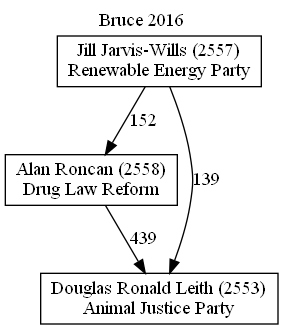 Bruce 2016
Jill Jarvis-Wills (2557)
Renewable Energy Party
152
139
Alan Roncan (2558)
Drug Law Reform
439
Douglas Ronald Leith (2553)
Animal Justice Party